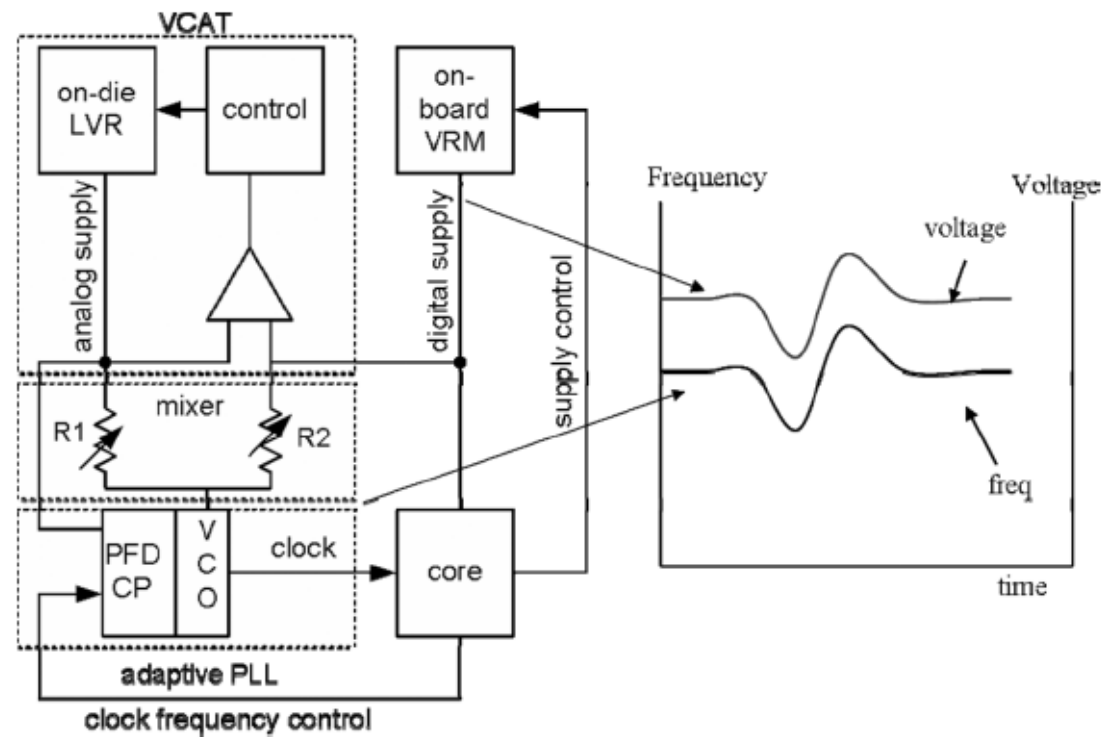 VCAT
on-die
LVR
control
on-
board
VRM
analog supply
digital supply
supply control
mixer
R1
R2
PFD
CP
V
C
O
clock
core
adaptive PLL
clock frequency control
Frequency
Voltage
voltage
freq
time